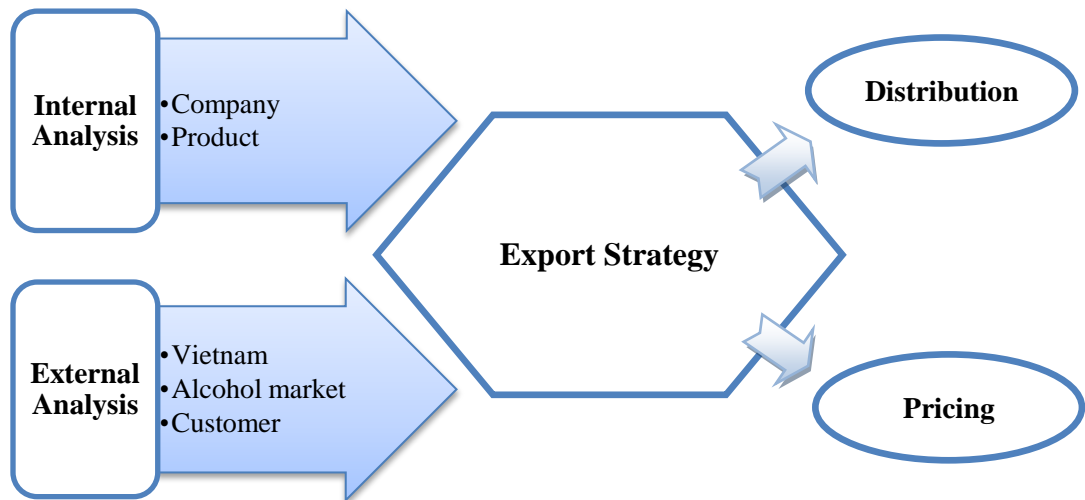 Internal
Analysis
•Company
•Product
External
Analysis
•Vietnam
•Alcohol market
•Customer
Export Strategy
Distribution
Pricing